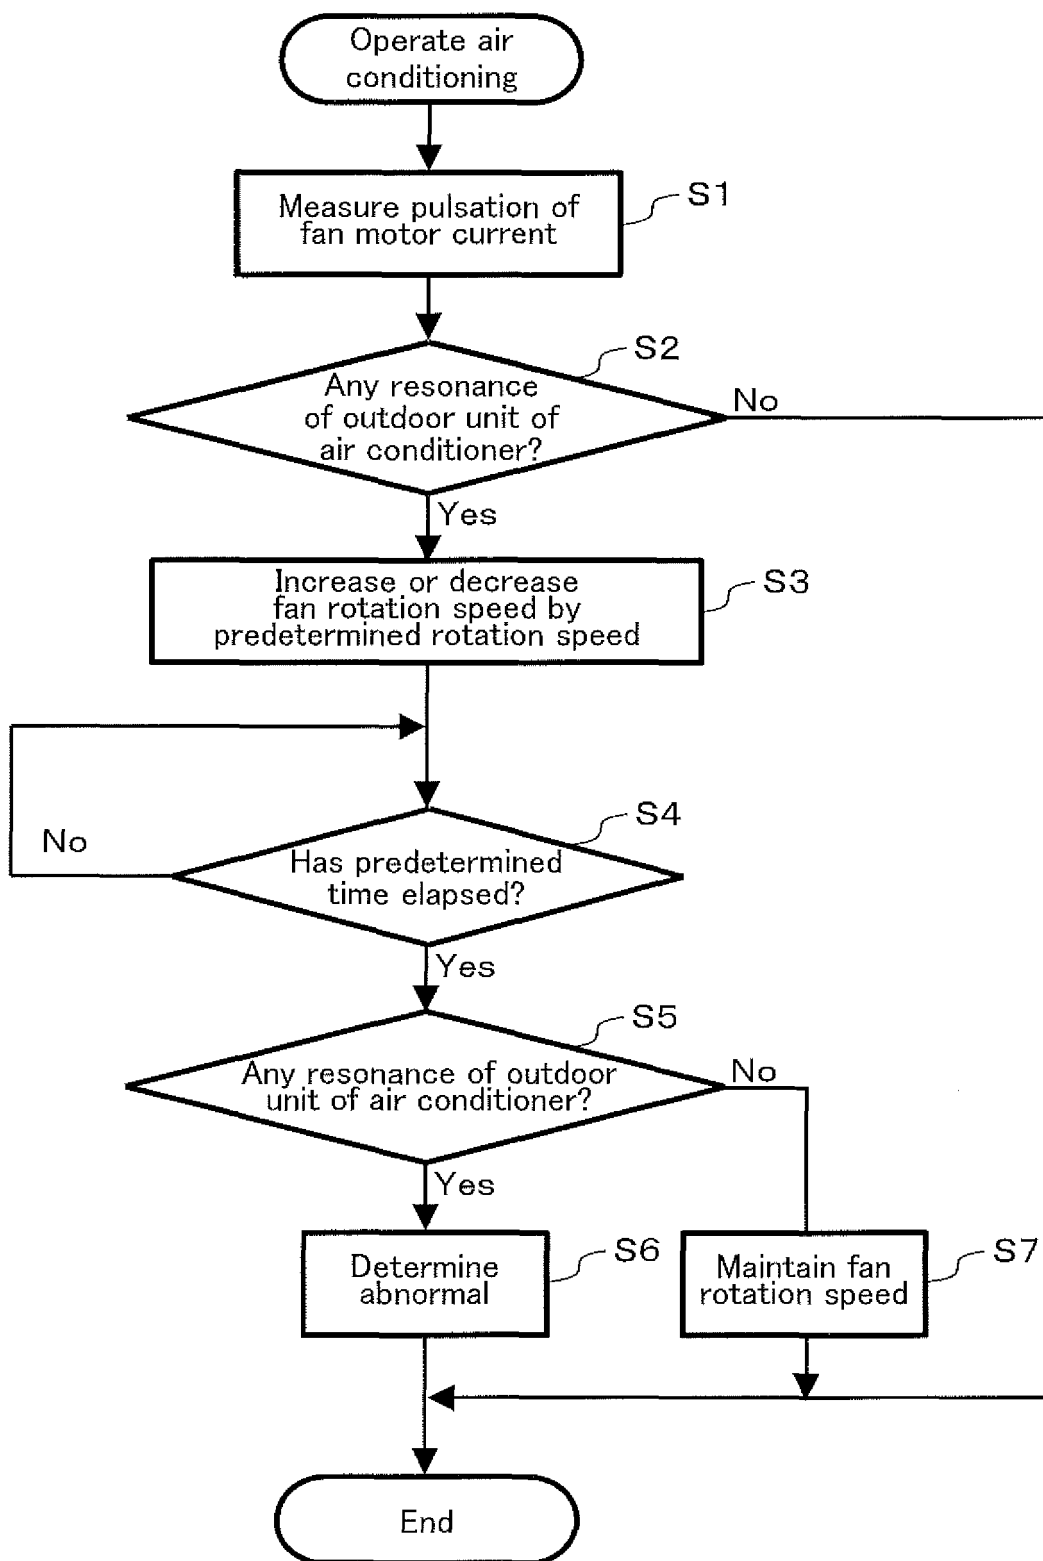 Operate air
conditioning
Measure pulsation of
fan motor current
S1
Any resonance
of outdoor unit of
air conditioner?
S2
No
Yes
Increase or decrease
fan rotation speed by
predetermined rotation speed
S3
Has predetermined
time elapsed?
S4
No
Yes
Any resonance of outdoor
unit of air conditioner?
S5
No
Yes
Determine
abnormal
S6
Maintain fan
rotation speed
S7
End